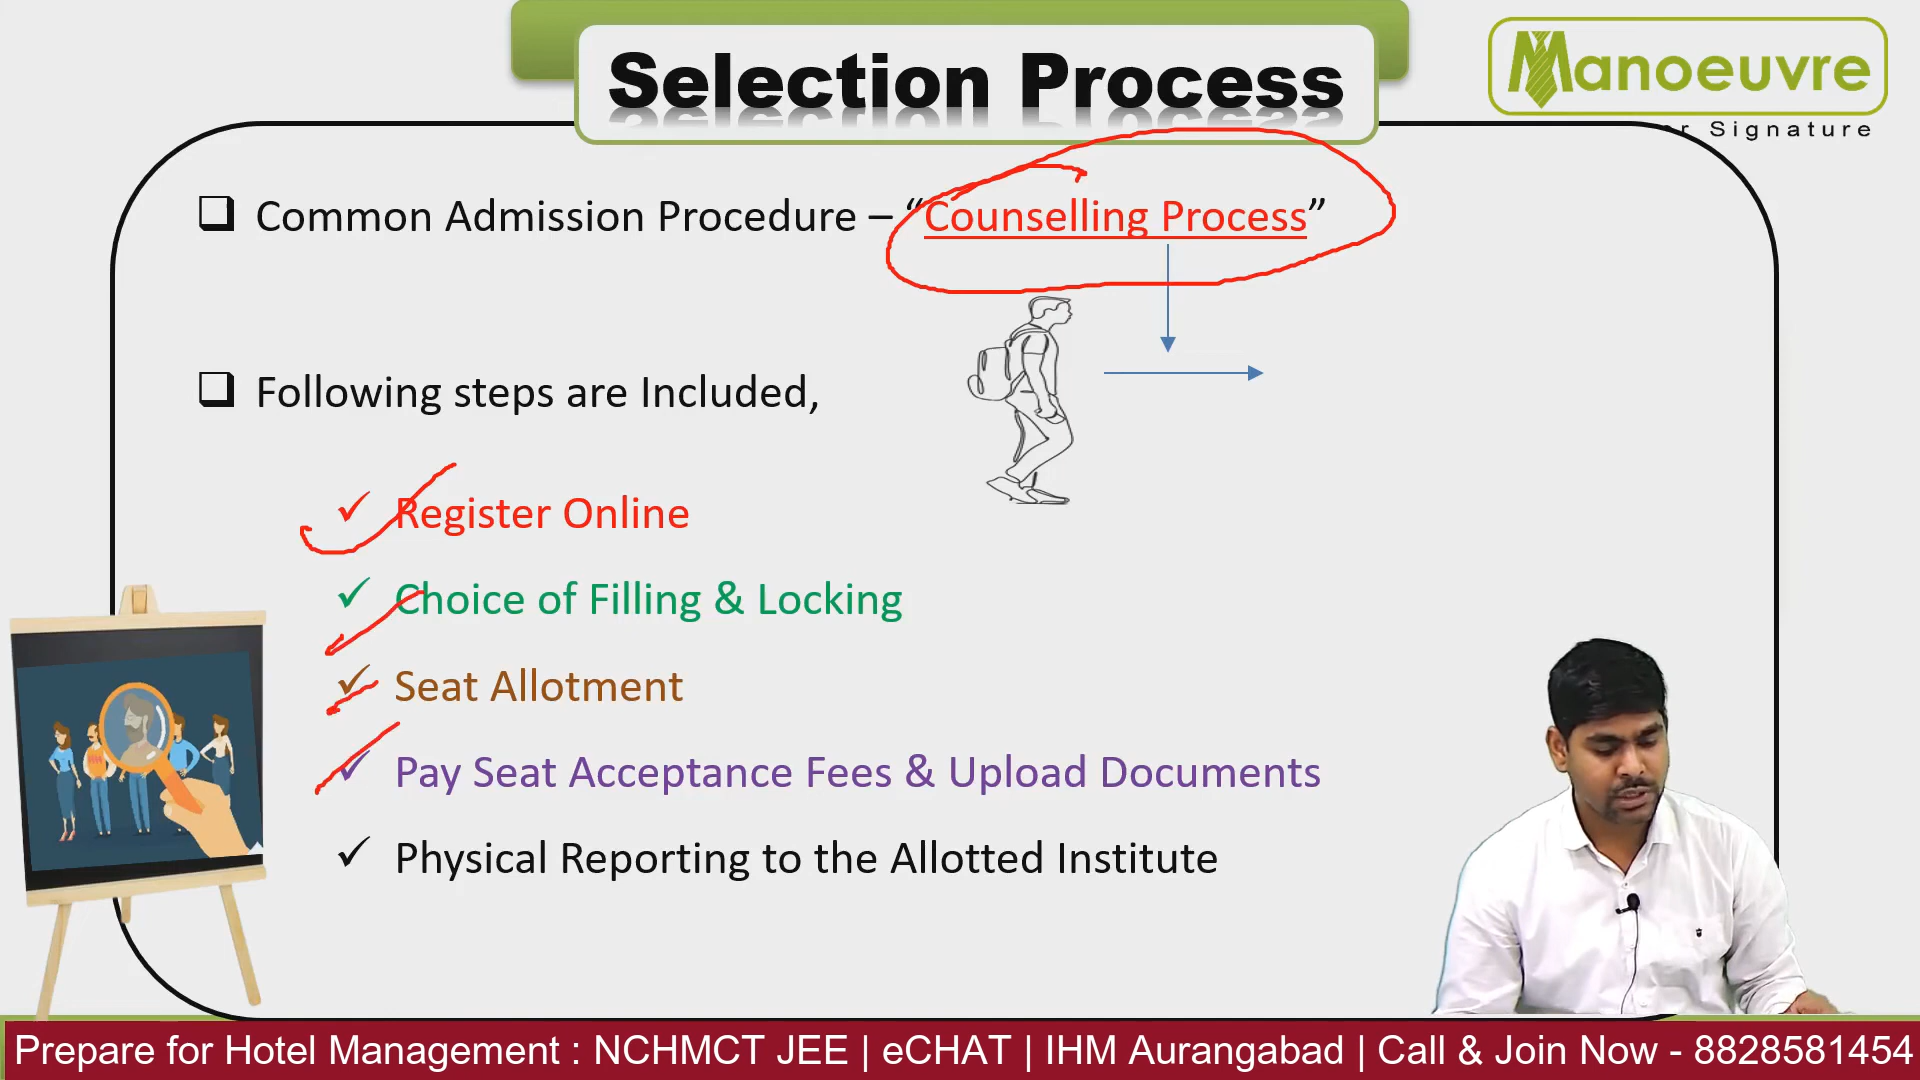 Selection Process
Manoeuvre
r Signature
Common Admission Procedure – “Counselling Process”
Following steps are Included,
Register Online
Choice of Filling & Locking
Seat Allotment
Pay Seat Acceptance Fees & Upload Documents
Physical Reporting to the Allotted Institute
Prepare for Hotel Management : NCHMCT JEE | eCHAT | IHM Aurangabad | Call & Join Now - 8828581454